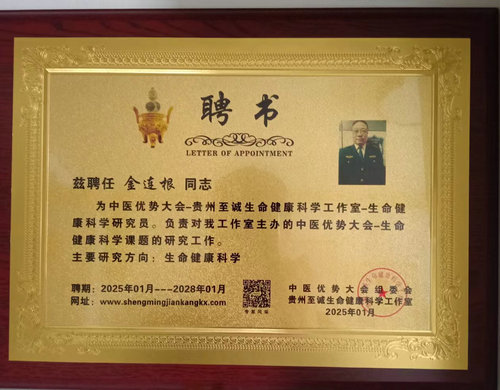 聘书
LETTER OF APPOINTMENT
兹聘任 金连根 同志
为中医优势大会-贵州至诚生命健康科学工作室-生命健
康科学研究员。负责对我工作室主办的中医优势大会-生命
健康科学课题的研究工作。
主要研究方向：生命健康科学
聘期：2025年01月---2028年01月
网址：www.shengmingjiankangkx.com
专家风采
中医优势大会组委会
贵州至诚生命健康科学工作室
2025年01月